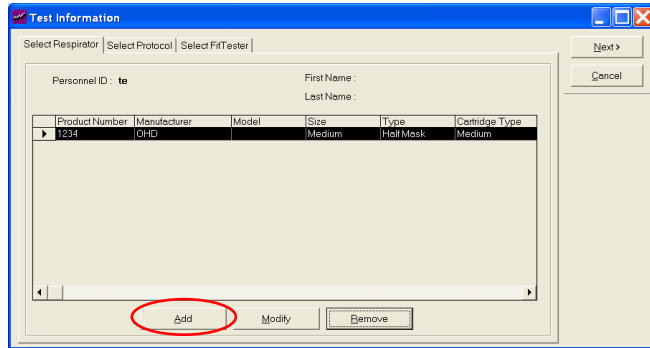 Test Information
Select Respirator Select Protocol Select FitTester
Next >
Personnel ID : te First Name :
Cancel
Last Name :
Product Number Manufacturer Model Size Type Cartridge Type
1234 OHD Medium Half Mask Medium
Add Modify Remove